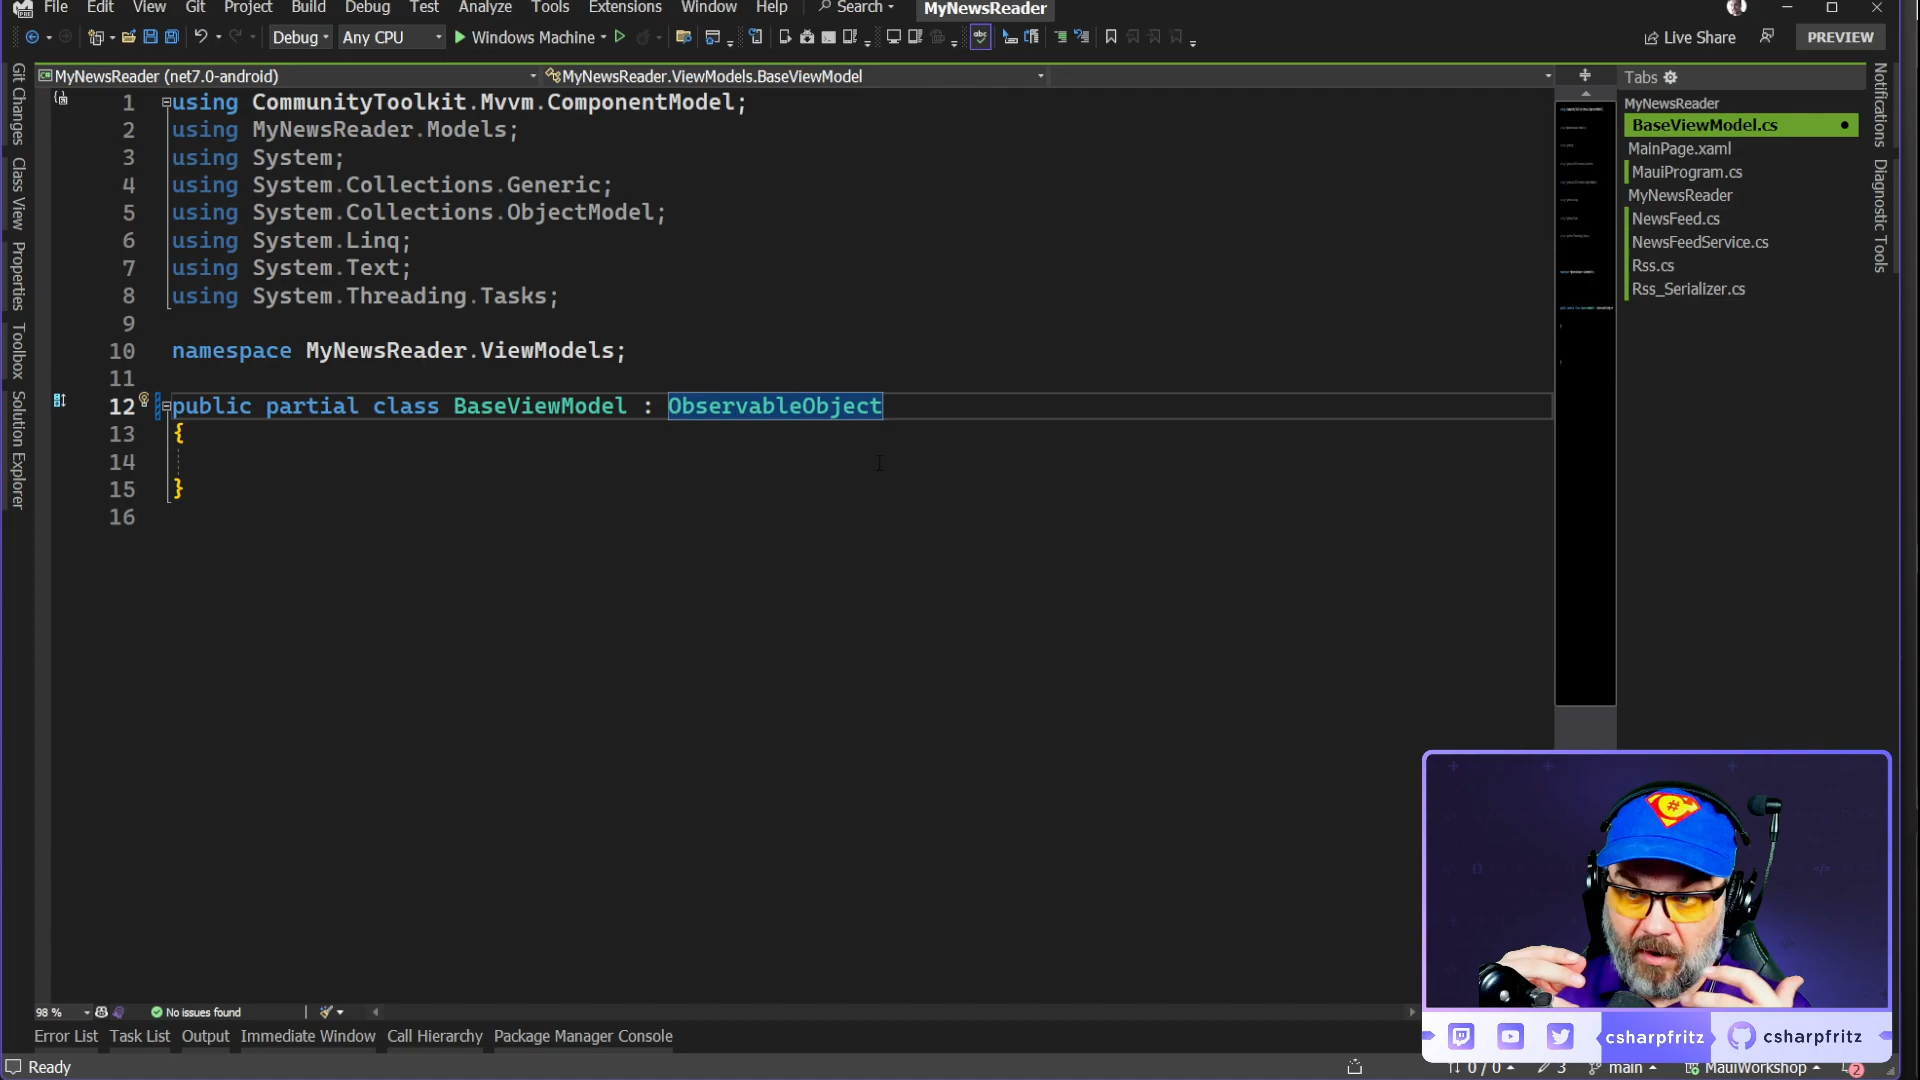 File Edit View Git Project Build Debug Test Analyze Tools Extensions Window Help Search MyNewsReader
Debug Any CPU Windows Machine Live Share PREVIEW
MyNewsReader (net7.0-android) MyNewsReader.ViewModels.BaseViewModel
1 using CommunityToolkit.Mvvm.ComponentModel;
2 using MyNewsReader.Models;
3 using System;
4 using System.Collections.Generic;
5 using System.Collections.ObjectModel;
6 using System.Linq;
7 using System.Text;
8 using System.Threading.Tasks;
9
10 namespace MyNewsReader.ViewModels;
11
12 public partial class BaseViewModel : ObservableObject
13 {
14
15 }
16
Git Changes
Class View
Properties
Toolbox
Solution Explorer
Tabs
MyNewsReader
BaseViewModel.cs
MainPage.xaml
MauiProgram.cs
MyNewsReader
NewsFeed.cs
NewsFeedService.cs
Rss.cs
Rss_Serializer.cs
Notifications
Diagnostic Tools
98 % No issues found
Error List Task List Output Immediate Window Call Hierarchy Package Manager Console
csharpfritz csharpfritz
Ready 0 / 0 3 main MauiWorkshop 2